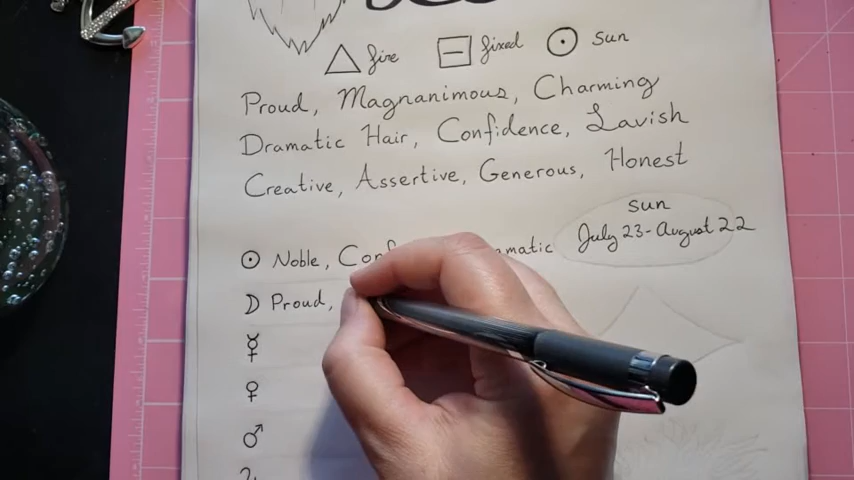 fire fixed Sun
Proud, Magnanimous, Charming
Dramatic Hair, Confidence, Lavish
Creative, Assertive, Generous, Honest
Sun
July 23-August 22
☉ Noble,
☽ Proud,
☿
♀
♂